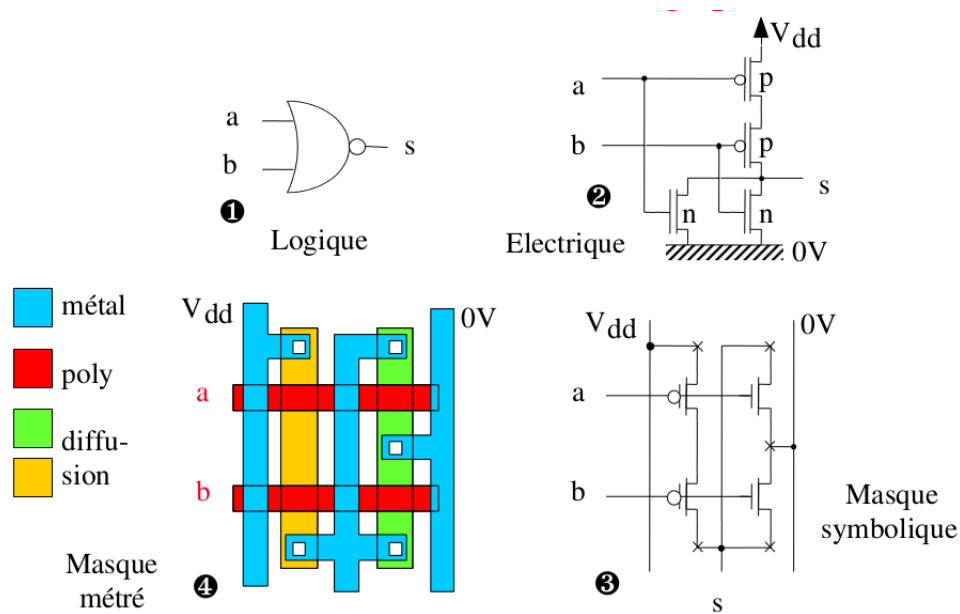 a
b
s
❶
Logique
Vdd
a
p
b
p
s
❷
n
n
Electrique
0V
métal
poly
diffu-
sion
Vdd
0V
a
b
Masque
métré
❹
Vdd
0V
a
b
Masque
symbolique
❸
s